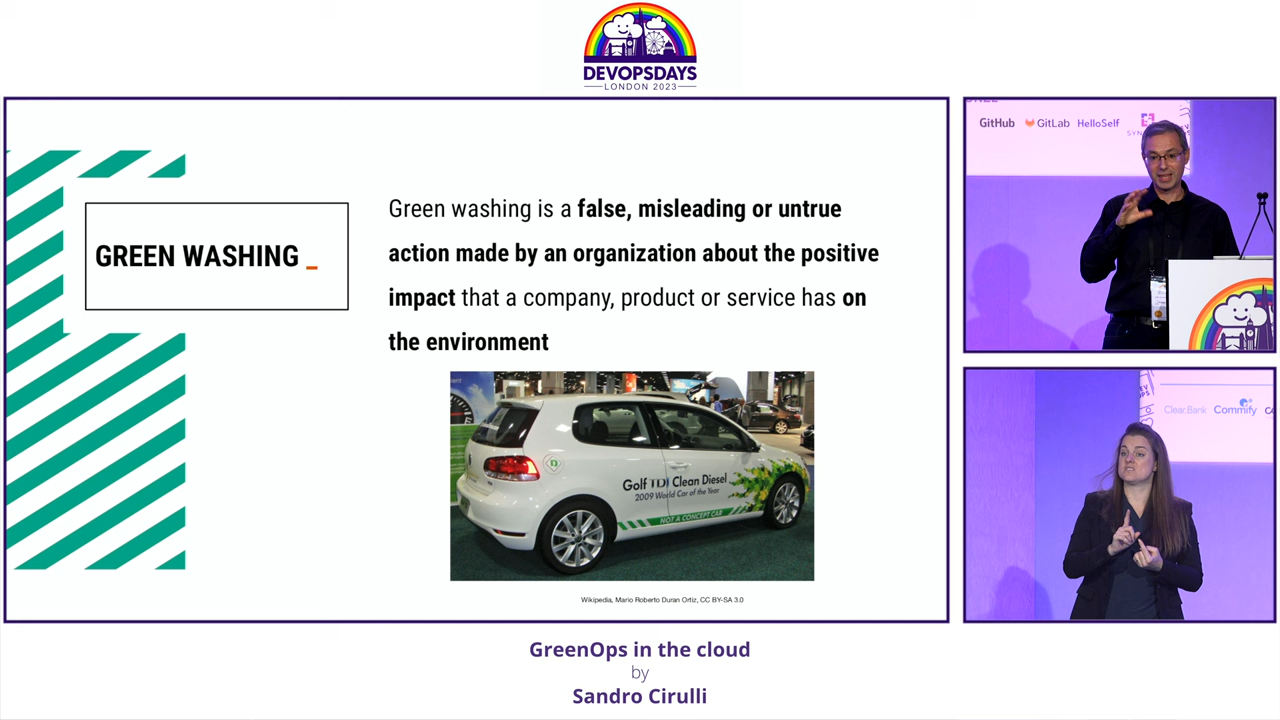 DEVOPSDAYS
LONDON 2023
GREEN WASHING _
Green washing is a false, misleading or untrue
action made by an organization about the positive
impact that a company, product or service has on
the environment
Golf TDI Clean Diesel
2009 World Car of the Year
NOT A CONCEPT CAR
Wikipedia, Mario Roberto Duran Ortiz, CC BY-SA 3.0
GitHub GitLab HelloSelf
Clear.Bank Commify
GreenOps in the cloud
by
Sandro Cirulli